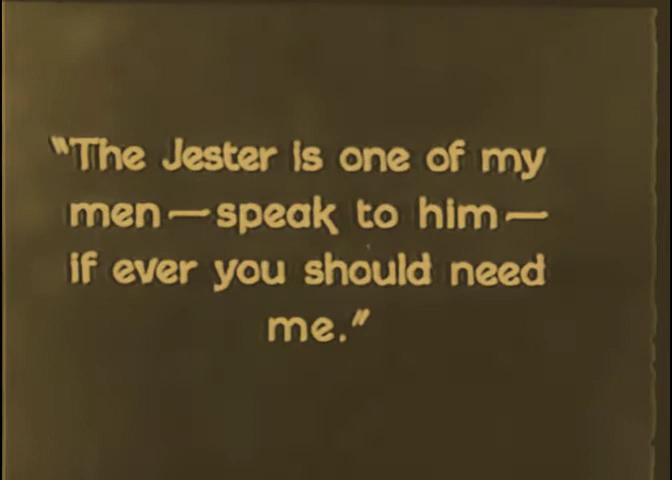 "The Jester is one of my
men—speak to him—
if ever you should need
me."